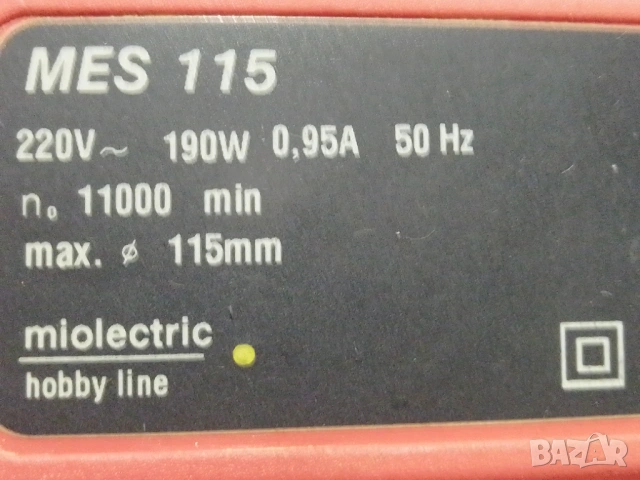 MES 115
220V~ 190W 0,95A 50 Hz
n₀ 11000 min
max. ø 115mm
miolectric
hobby line
BAZAR